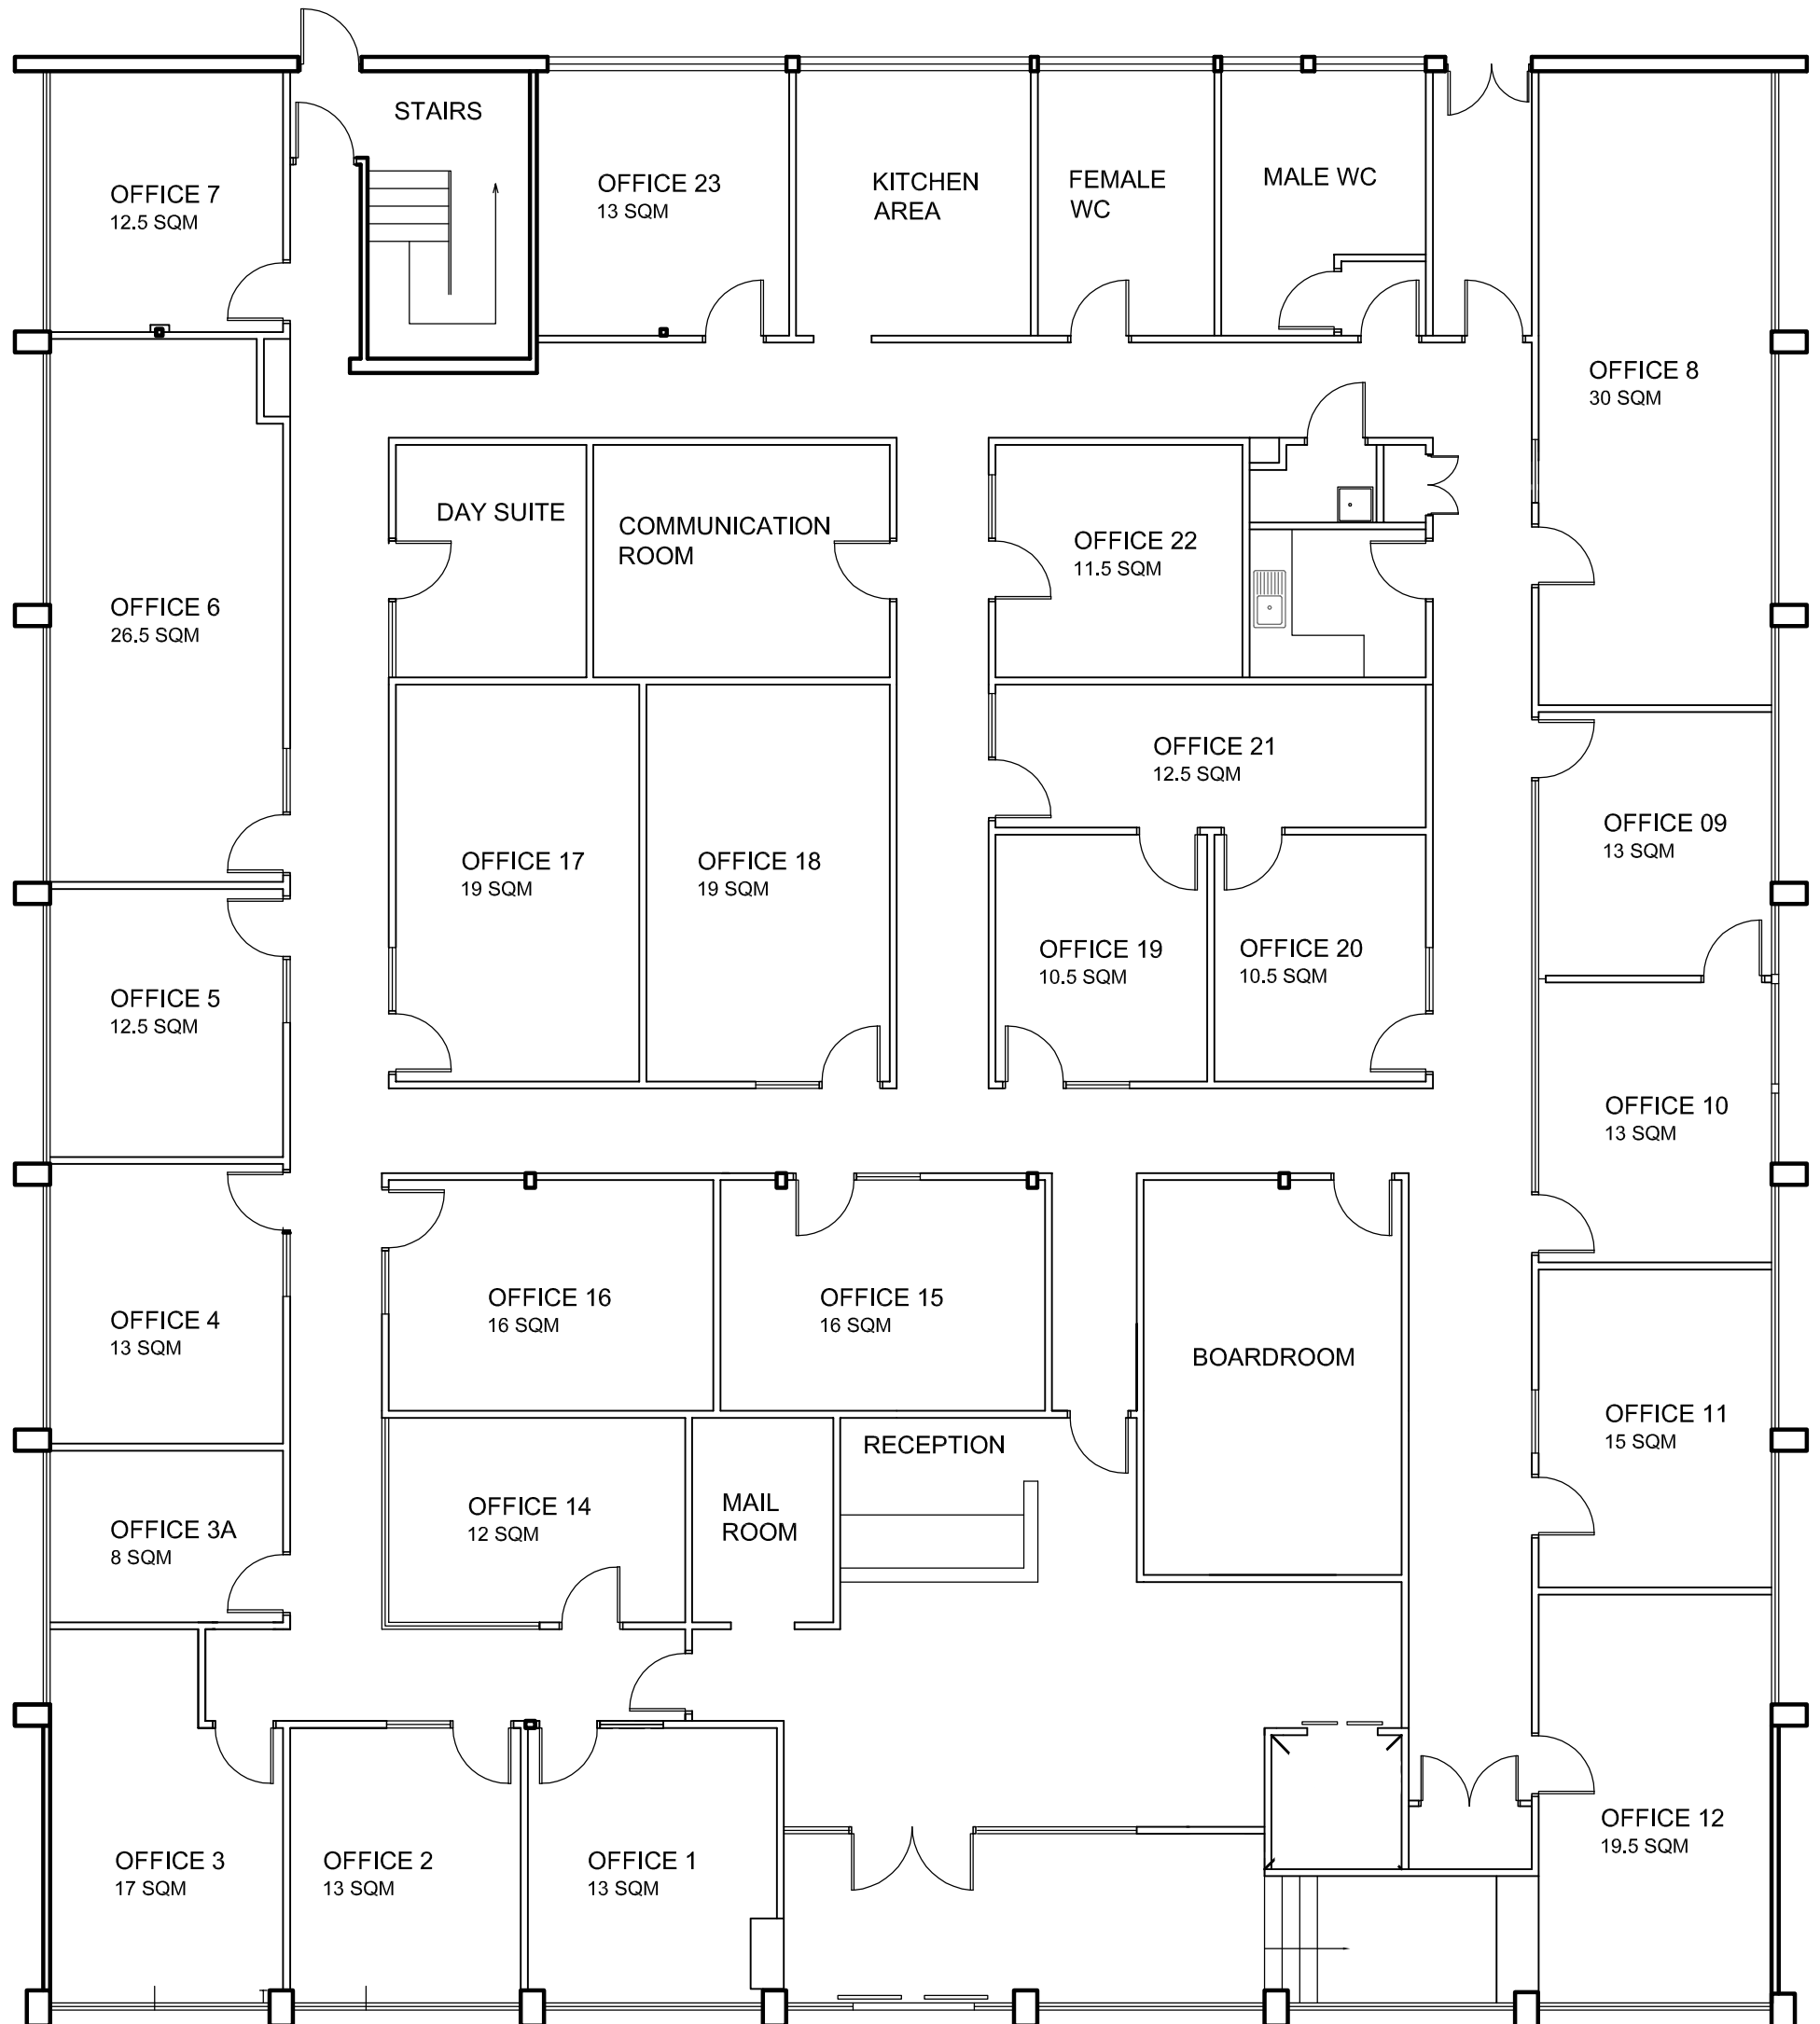 STAIRS
OFFICE 7
12.5 SQM
OFFICE 23
13 SQM
KITCHEN
AREA
FEMALE
WC
MALE WC
OFFICE 8
30 SQM
DAY SUITE
COMMUNICATION
ROOM
OFFICE 22
11.5 SQM
OFFICE 6
26.5 SQM
OFFICE 21
12.5 SQM
OFFICE 09
13 SQM
OFFICE 17
19 SQM
OFFICE 18
19 SQM
OFFICE 19
10.5 SQM
OFFICE 20
10.5 SQM
OFFICE 5
12.5 SQM
OFFICE 10
13 SQM
OFFICE 4
13 SQM
OFFICE 16
16 SQM
OFFICE 15
16 SQM
BOARDROOM
OFFICE 11
15 SQM
RECEPTION
OFFICE 3A
8 SQM
OFFICE 14
12 SQM
MAIL
ROOM
OFFICE 12
19.5 SQM
OFFICE 3
17 SQM
OFFICE 2
13 SQM
OFFICE 1
13 SQM